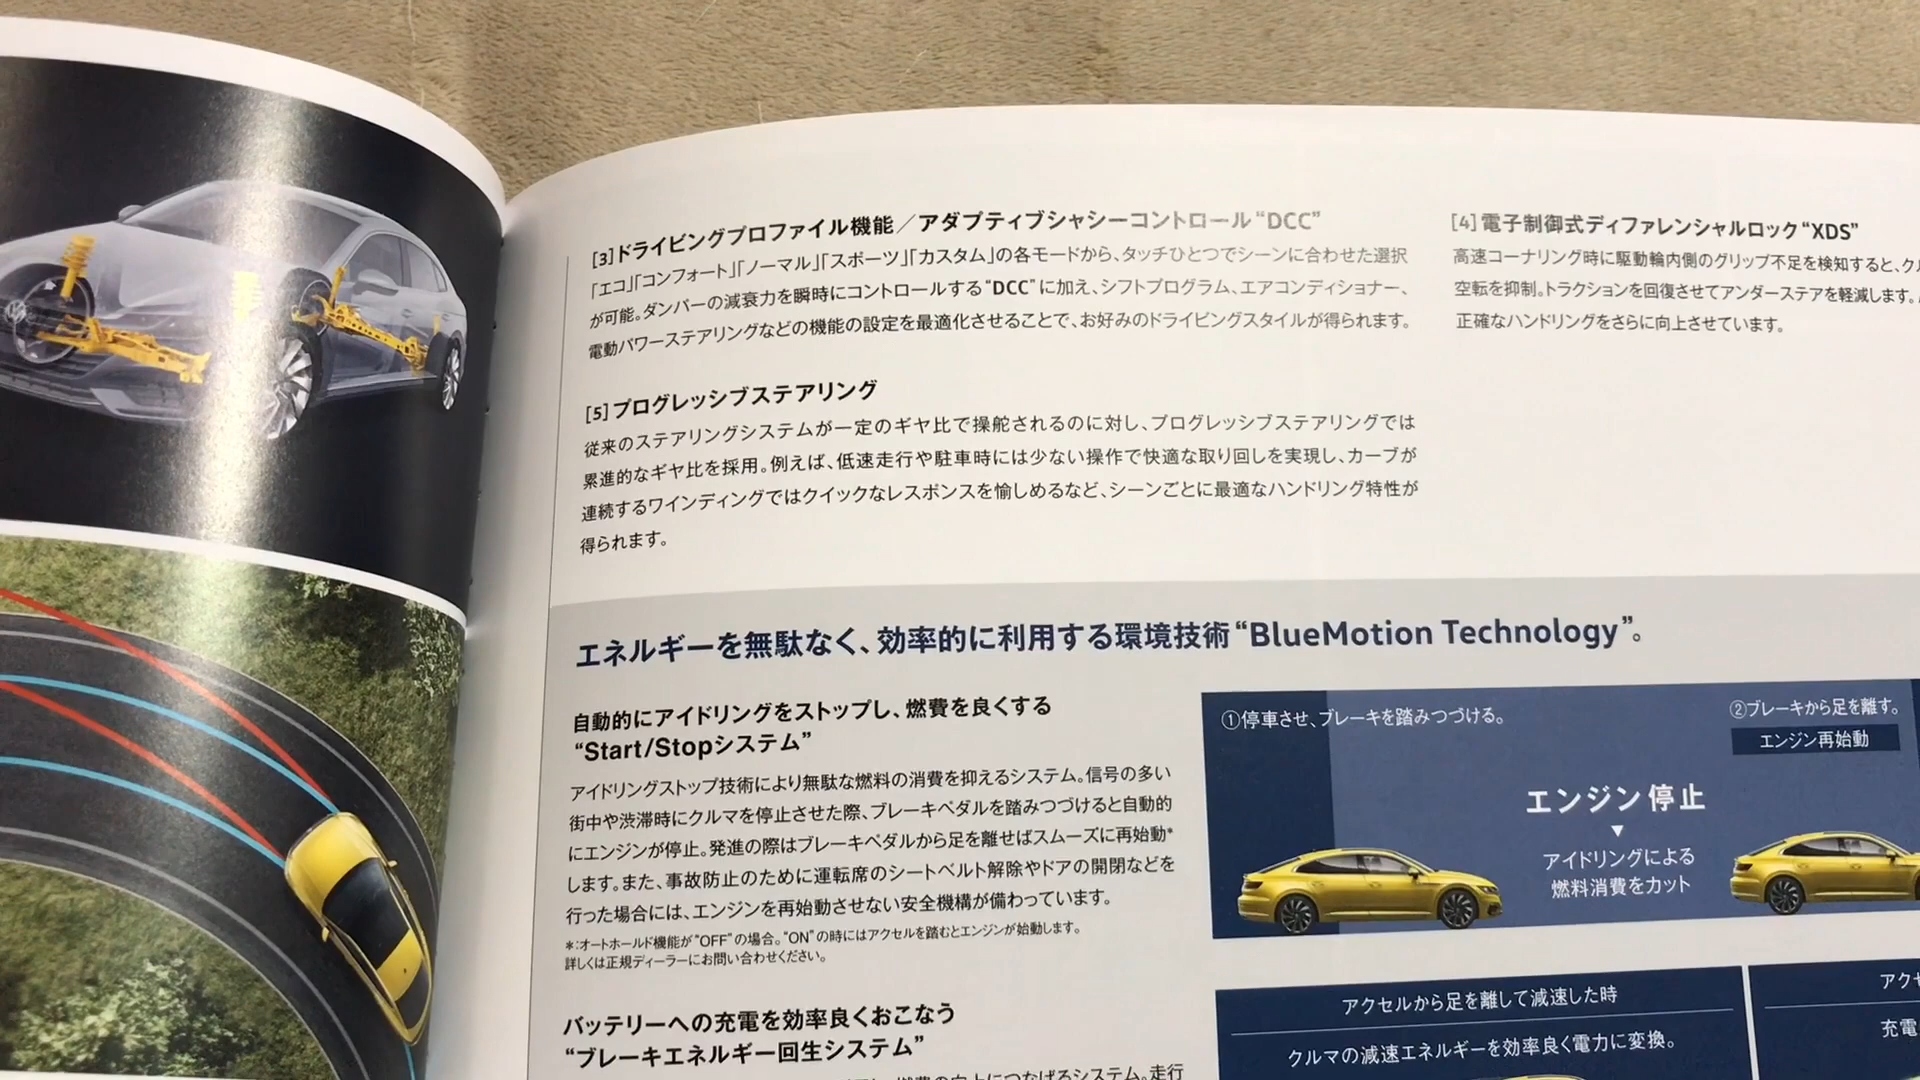 [3]ドライビングプロファイル機能／アダプティブシャシーコントロール“DCC”
「エコ」「コンフォート」「ノーマル」「スポーツ」「カスタム」の各モードから、タッチひとつでシーンに合わせた選択
が可能。ダンパーの減衰力を瞬時にコントロールする“DCC”に加え、シフトプログラム、エアコンディショナー、
電動パワーステアリングなどの機能の設定を最適化させることで、お好みのドライビングスタイルが得られます。
[4]電子制御式ディファレンシャルロック“XDS”
高速コーナリング時に駆動輪内側のグリップ不足を検知すると、クル
空転を抑制。トラクションを回復させてアンダーステアを軽減します。
正確なハンドリングをさらに向上させています。
[5]プログレッシブステアリング
従来のステアリングシステムが一定のギヤ比で操舵されるのに対し、プログレッシブステアリングでは
累進的なギヤ比を採用。例えば、低速走行や駐車時には少ない操作で快適な取り回しを実現し、カーブが
連続するワインディングではクイックなレスポンスを愉しめるなど、シーンごとに最適なハンドリング特性が
得られます。
エネルギーを無駄なく、効率的に利用する環境技術“BlueMotion Technology”。
自動的にアイドリングをストップし、燃費を良くする
“Start/Stopシステム”
アイドリングストップ技術により無駄な燃料の消費を抑えるシステム。信号の多い
街中や渋滞時にクルマを停止させた際、ブレーキペダルを踏みつづけると自動的
にエンジンが停止。発進の際はブレーキペダルから足を離せばスムーズに再始動*
します。また、事故防止のために運転席のシートベルト解除やドアの開閉などを
行った場合には、エンジンを再始動させない安全機構が備わっています。
*:オートホールド機能が“OFF”の場合。“ON”の時にはアクセルを踏むとエンジンが始動します。
詳しくは正規ディーラーにお問い合わせください。
①停車させ、ブレーキを踏みつづける。
②ブレーキから足を離す。
エンジン再始動
エンジン停止
▼
アイドリングによる
燃料消費をカット
バッテリーへの充電を効率良くおこなう
“ブレーキエネルギー回生システム”
燃費の向上につなげるシステム。走行
アクセルから足を離して減速した時
クルマの減速エネルギーを効率良く電力に変換。
アクセ
充電